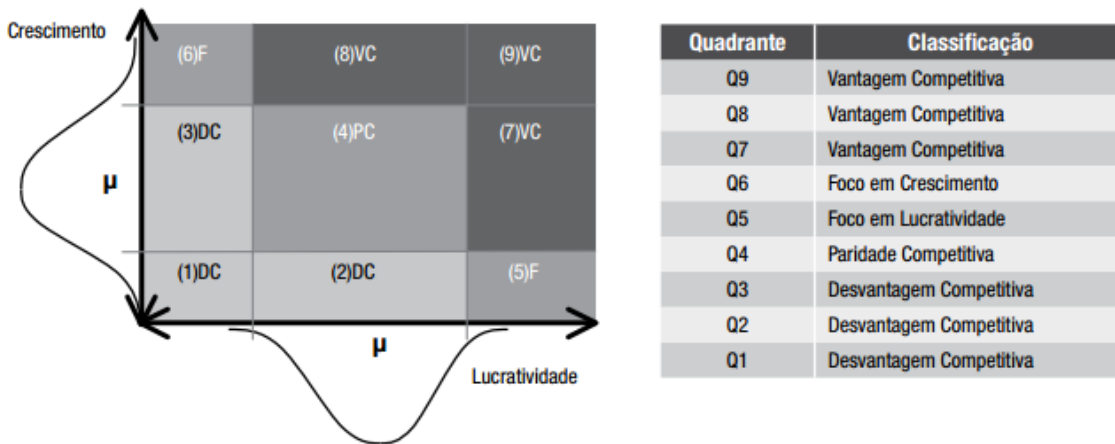 Crescimento
(6)F (8)VC (9)VC
(3)DC (4)PC (7)VC
μ
(1)DC (2)DC (5)F
μ
Lucratividade
Quadrante Classificação
Q9 Vantagem Competitiva
Q8 Vantagem Competitiva
Q7 Vantagem Competitiva
Q6 Foco em Crescimento
Q5 Foco em Lucratividade
Q4 Paridade Competitiva
Q3 Desvantagem Competitiva
Q2 Desvantagem Competitiva
Q1 Desvantagem Competitiva